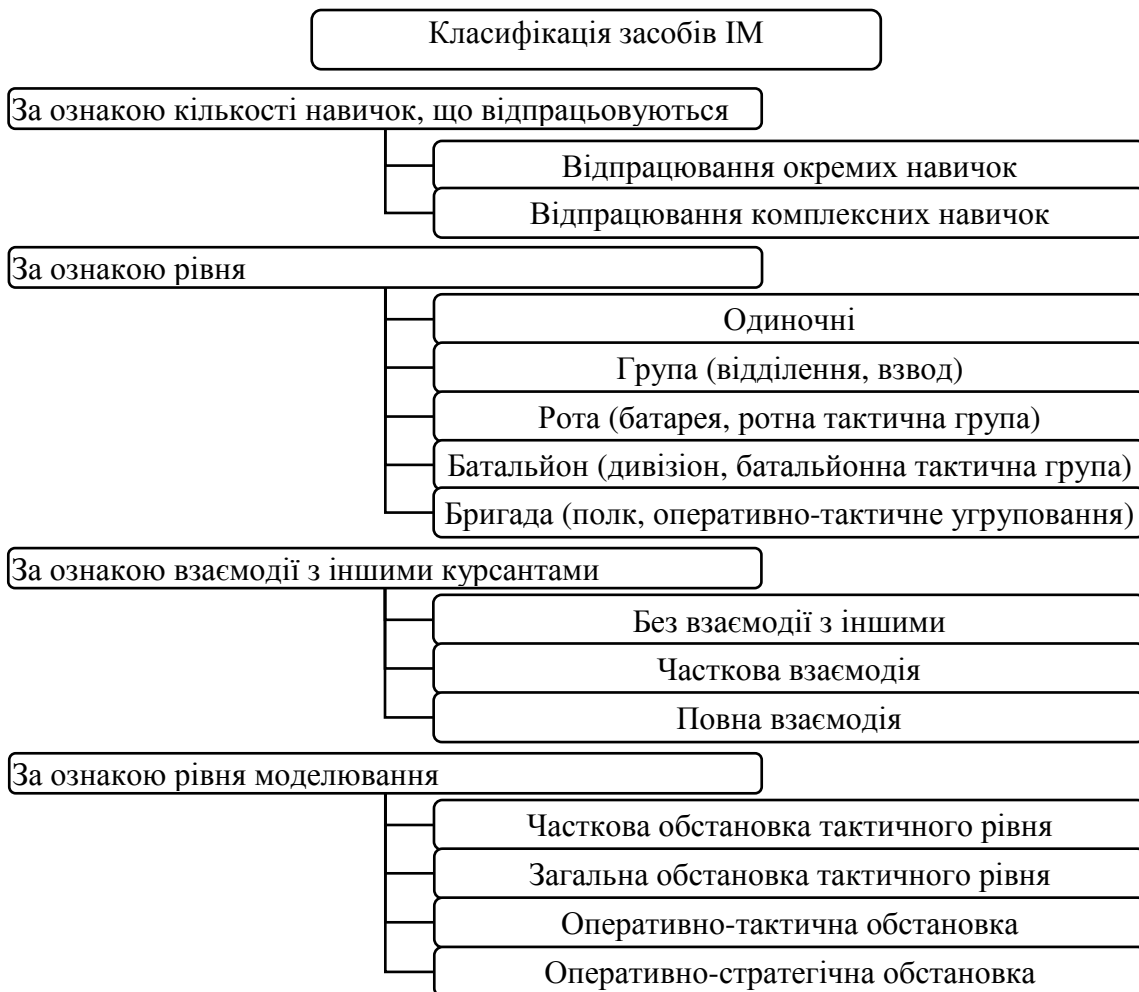 Класифікація засобів ІМ
За ознакою кількості навичок, що відпрацьовуються
Відпрацювання окремих навичок
Відпрацювання комплексних навичок
За ознакою рівня
Одиночні
Група (відділення, взвод)
Рота (батарея, ротна тактична група)
Батальйон (дивізіон, батальйонна тактична група)
Бригада (полк, оперативно-тактичне угруповання)
За ознакою взаємодії з іншими курсантами
Без взаємодії з іншими
Часткова взаємодія
Повна взаємодія
За ознакою рівня моделювання
Часткова обстановка тактичного рівня
Загальна обстановка тактичного рівня
Оперативно-тактична обстановка
Оперативно-стратегічна обстановка